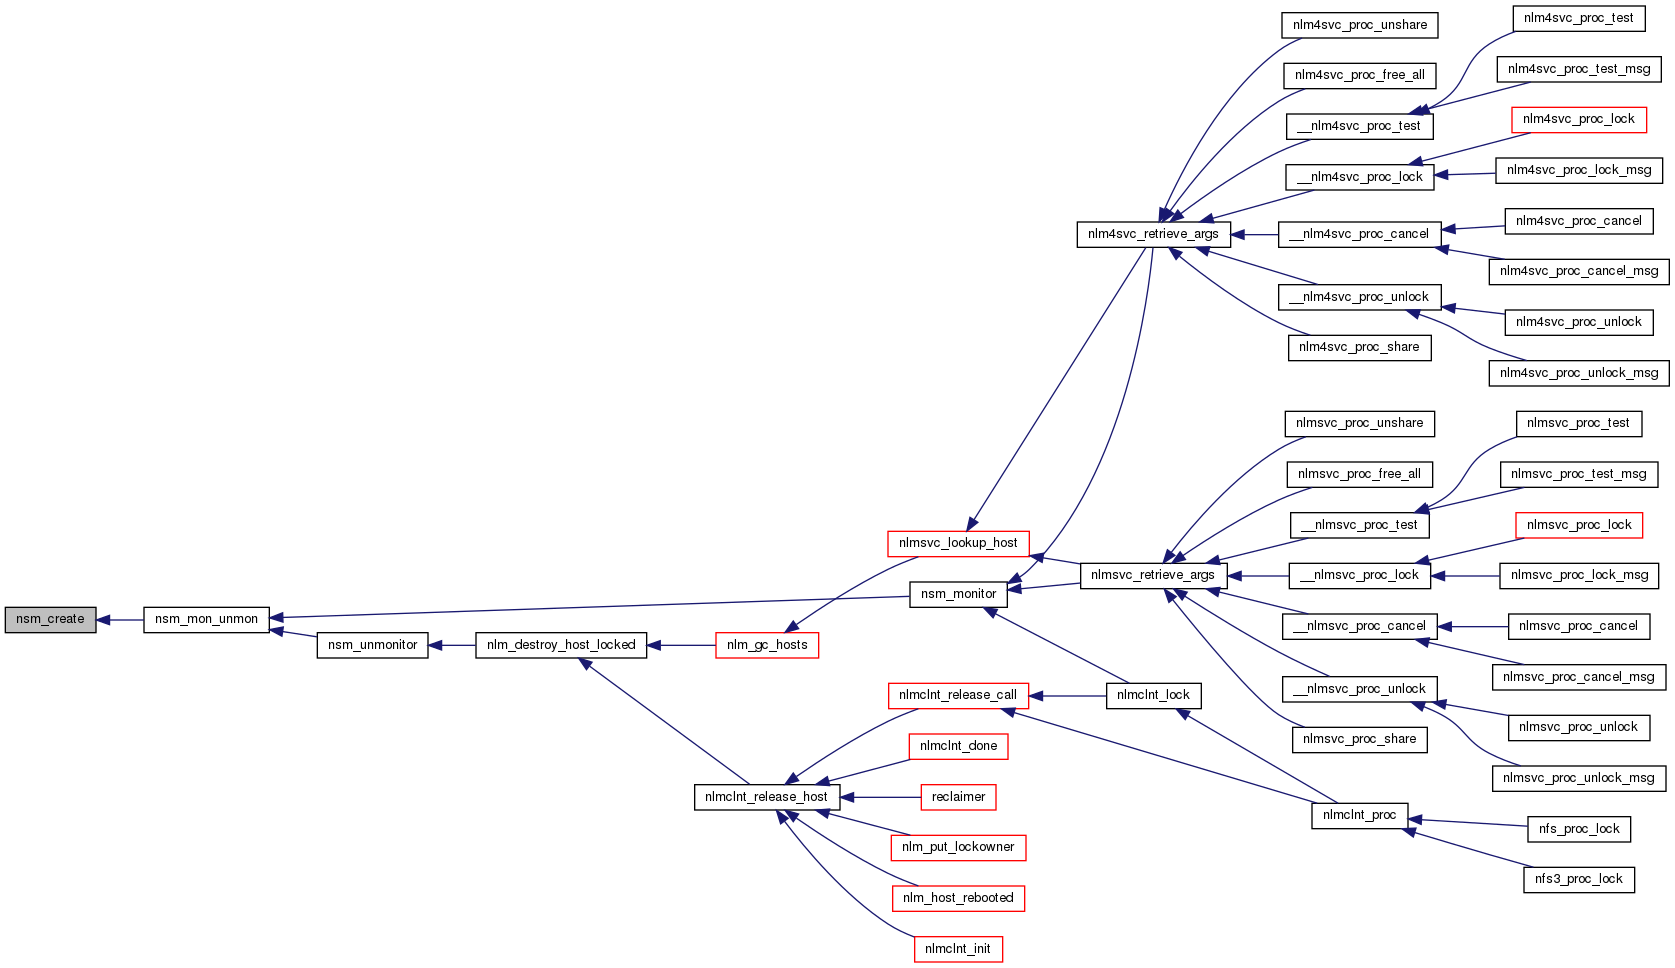 nsm_create
nsm_mon_unmon
nsm_unmonitor
nlm_destroy_host_locked
nlm_gc_hosts
nlmclnt_release_host
nlmsvc_lookup_host
nsm_monitor
nlmclnt_release_call
nlmclnt_done
reclaimer
nlm_put_lockowner
nlm_host_rebooted
nlmclnt_init
nlm4svc_retrieve_args
nlmsvc_retrieve_args
nlmclnt_lock
nlm4svc_proc_unshare
nlm4svc_proc_free_all
__nlm4svc_proc_test
__nlm4svc_proc_lock
__nlm4svc_proc_cancel
__nlm4svc_proc_unlock
nlm4svc_proc_share
nlmsvc_proc_unshare
nlmsvc_proc_free_all
__nlmsvc_proc_test
__nlmsvc_proc_lock
__nlmsvc_proc_cancel
__nlmsvc_proc_unlock
nlmsvc_proc_share
nlmclnt_proc
nlm4svc_proc_test
nlm4svc_proc_test_msg
nlm4svc_proc_lock
nlm4svc_proc_lock_msg
nlm4svc_proc_cancel
nlm4svc_proc_cancel_msg
nlm4svc_proc_unlock
nlm4svc_proc_unlock_msg
nlmsvc_proc_test
nlmsvc_proc_test_msg
nlmsvc_proc_lock
nlmsvc_proc_lock_msg
nlmsvc_proc_cancel
nlmsvc_proc_cancel_msg
nlmsvc_proc_unlock
nlmsvc_proc_unlock_msg
nfs_proc_lock
nfs3_proc_lock